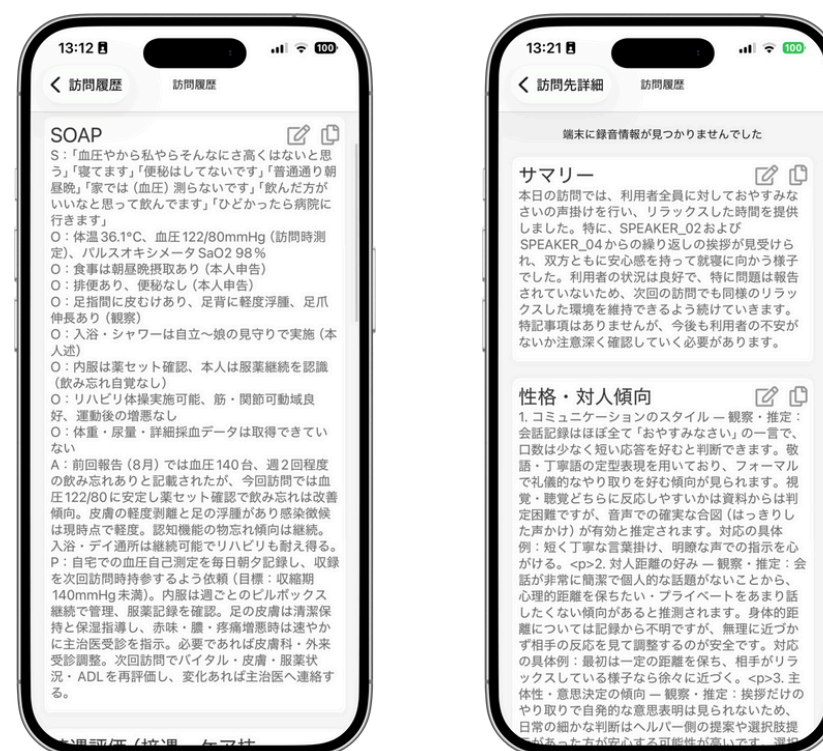 13:12
100
訪問履歴
訪問履歴
SOAP
S:「血圧やから私やらそんなにさ高くはないと思
う」「寝てます」「便秘はしてないです」「普通通り朝
昼晩」「家では(血圧)測らないです」「飲んだ方が
いいなと思って飲んでます」「ひどかったら病院に
行きます」
O:体温36.1°C、血圧122/80mmHg(訪問時測
定)、パルスオキシメータSaO2 98%
O:食事は朝昼晩摂取あり(本人申告)
O:排便あり、便秘なし(本人申告)
O:足指間に皮むけあり、足背に軽度浮腫、足爪
伸長あり(観察)
O:入浴・シャワーは自立〜娘の見守りで実施(本
人述)
O:内服は薬セット確認、本人は服薬継続を認識
(飲み忘れ自覚なし)
O:リハビリ体操実施可能、筋・関節可動域良
好、運動後の増悪なし
O:体重・尿量・詳細採血データは取得できてい
ない
A:前回報告(8月)では血圧140台、週2回程度
の飲み忘れありと記載されたが、今回訪問では血
圧122/80に安定し薬セット確認で飲み忘れは改善
傾向。皮膚の軽度剥離と足の浮腫があり感染徴候
は現時点で軽度。認知機能の物忘れ傾向は継続。
入浴・デイ通所は継続可能でリハビリも耐え得る。
P:自宅での血圧自己測定を毎日朝夕記録し、収録
を次回訪問時持参するよう依頼(目標:収縮期
140mmHg未満)。内服は週ごとのピルボックス
継続で管理、服薬記録を確認。足の皮膚は清潔保
持と保湿指導し、赤味・膿・疼痛増悪時は速やか
に主治医受診を指示。必要であれば皮膚科・外来
受診調整。次回訪問でバイタル・皮膚・服薬状
況・ADLを再評価し、変化あれば主治医へ連絡す
る。
13:21
100
訪問先詳細
訪問履歴
端末に録音情報が見つかりませんでした
サマリー
本日の訪問では、利用者全員に対しておやすみな
さいの声掛けを行い、リラックスした時間を提供
しました。特に、SPEAKER_02および
SPEAKER_04からの繰り返しの挨拶が見受けら
れ、双方ともに安心感を持って就寝に向かう様子
でした。利用者の状況は良好で、特に問題は報告
されていないため、次回の訪問でも同様のリラッ
クスした環境を維持できるよう続けていきます。
特記事項はありませんが、今後も利用者の不安が
ないか注意深く確認していく必要があります。
性格・対人傾向
1. コミュニケーションのスタイル — 観察・推定:
会話記録はほぼ全て「おやすみなさい」の一言で、
口数は少なく短い応答を好むと判断できます。敬
語・丁寧語の定型表現を用いており、フォーマル
で礼儀的なやり取りを好む傾向が見られます。視
覚・聴覚どちらに反応しやすいかは資料からは判
定困難ですが、音声での確実な合図(はっきりし
た声かけ)が有効と推定されます。対応の具体
例:短く丁寧な言葉掛け、明瞭な声での指示を心
がける。<p>2. 対人距離の好み — 観察・推定:会
話が非常に簡潔で個人的な話題がないことから、
心理的距離を保ちたい・プライベートをあまり話
したくない傾向があると推測されます。身体的距
離については記録から不明ですが、無理に近づか
ず相手の反応を見て調整するのが安全です。対応
の具体例:最初は一定の距離を保ち、相手がリラ
ックスしている様子なら徐々に近づく。<p>3. 主
体性・意思決定の傾向 — 観察・推定:挨拶だけの
やり取りで自発的な意思表明は見られないため、
日常の細かな判断はヘルパー側の提案や選択肢提
示があった方が安心する可能性が高いです。選択